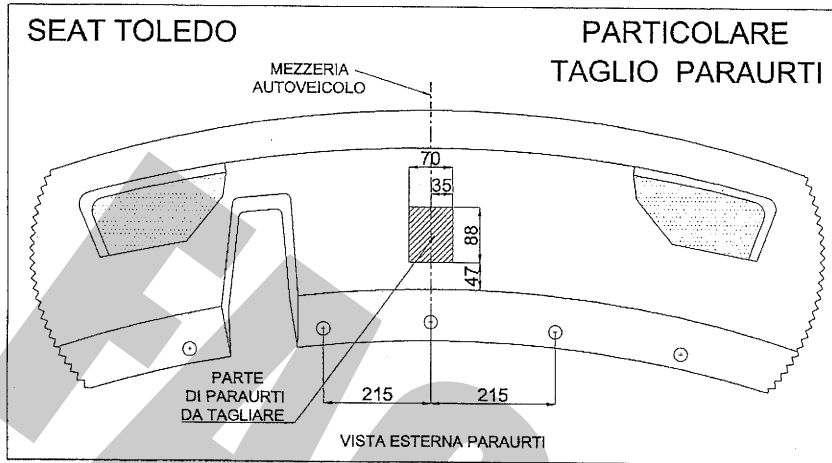 SEAT TOLEDO
PARTICOLARE
TAGLIO PARAURTI
MEZZERIA
AUTOVEICOLO
70
35
88
47
PARTE
DI PARAURTI
DA TAGLIARE
215
215
VISTA ESTERNA PARAURTI